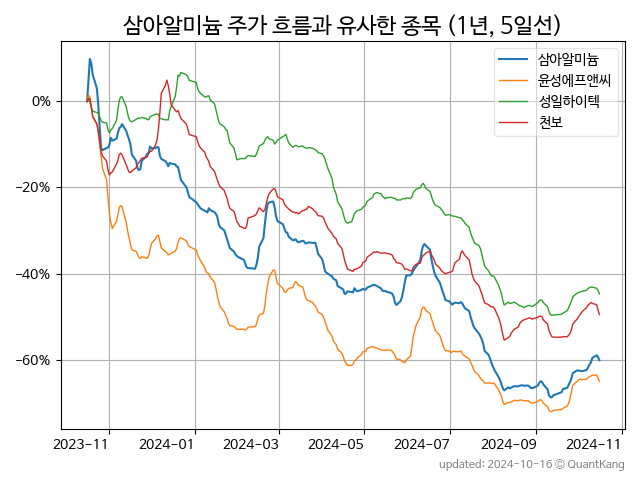 삼아알미늄 주가 흐름과 유사한 종목 (1년, 5일선)
삼아알미늄
윤성에프앤씨
성일하이텍
천보
0%
−20%
−40%
−60%
2023-11
2024-01
2024-03
2024-05
2024-07
2024-09
2024-11
updated: 2024-10-16 © QuantKang